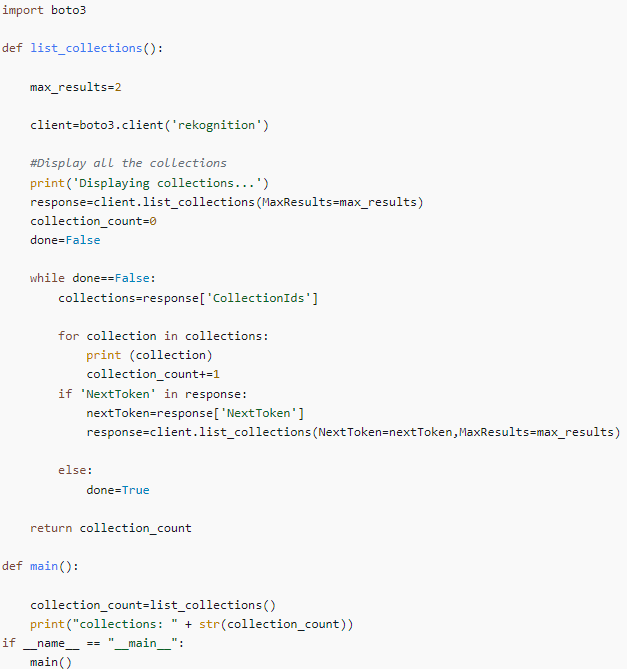 import boto3
def list_collections():
    max_results=2
    client=boto3.client('rekognition')
    #Display all the collections
    print('Displaying collections...')
    response=client.list_collections(MaxResults=max_results)
    collection_count=0
    done=False
    while done==False:
        collections=response['CollectionIds']
        for collection in collections:
            print (collection)
            collection_count+=1
        if 'NextToken' in response:
            nextToken=response['NextToken']
            response=client.list_collections(NextToken=nextToken,MaxResults=max_results)
        else:
            done=True
    return collection_count
def main():
    collection_count=list_collections()
    print("collections: " + str(collection_count))
if __name__ == "__main__":
    main()